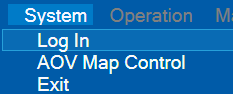 System Operation
Log In
AOV Map Control
Exit